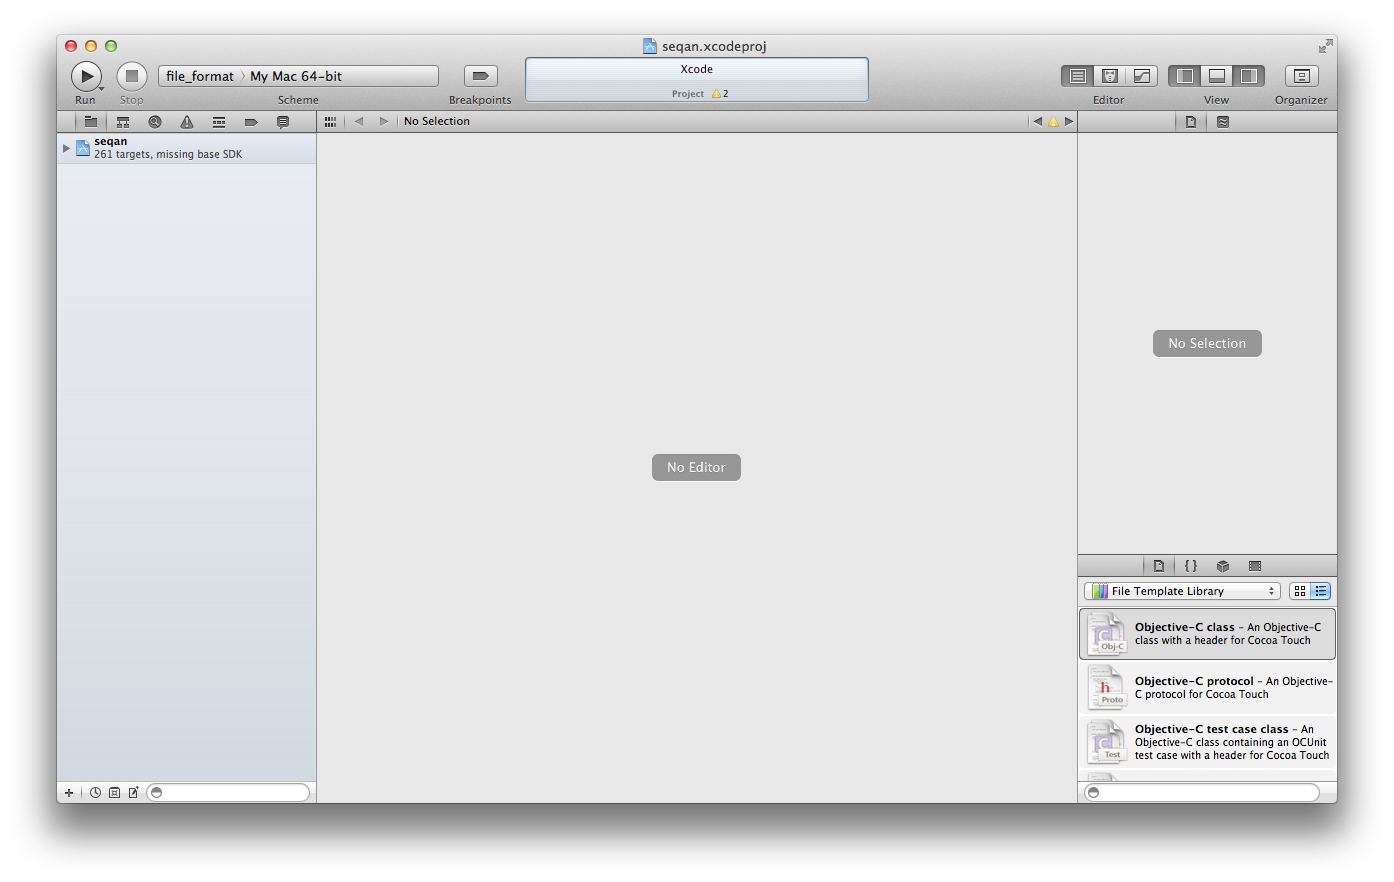 seqan.xcodeproj
file_format 〉 My Mac 64-bit
Xcode
Project 2
Run
Stop
Scheme
Breakpoints
Editor
View
Organizer
No Selection
seqan
261 targets, missing base SDK
No Selection
No Editor
{ }
File Template Library
Objective-C class – An Objective-C
class with a header for Cocoa Touch
Obj-C
Objective-C protocol – An Objective-
C protocol for Cocoa Touch
h
Proto
Objective-C test case class – An
Objective-C class containing an OCUnit
test case with a header for Cocoa Touch
C
Test
+